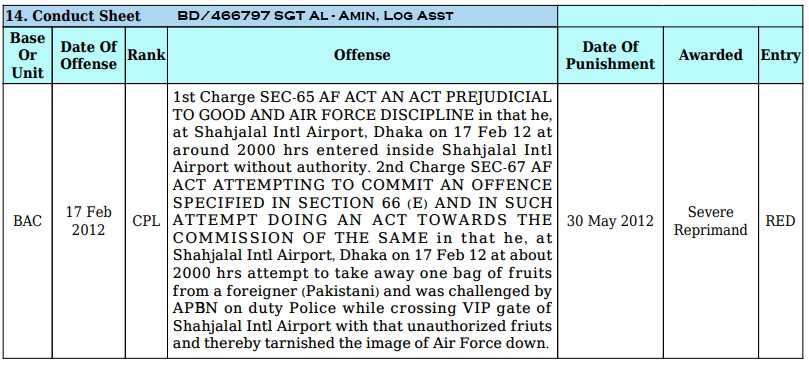 14. Conduct Sheet BD/466797 SGT AL - AMIN, LOG ASST
Base Or Unit Date Of Offense Rank Offense Date Of Punishment Awarded Entry
BAC 17 Feb 2012 CPL
1st Charge SEC-65 AF ACT AN ACT PREJUDICIAL
TO GOOD AND AIR FORCE DISCIPLINE in that he,
at Shahjalal Intl Airport, Dhaka on 17 Feb 12 at
around 2000 hrs entered inside Shahjalal Intl
Airport without authority. 2nd Charge SEC-67 AF
ACT ATTEMPTING TO COMMIT AN OFFENCE
SPECIFIED IN SECTION 66 (E) AND IN SUCH
ATTEMPT DOING AN ACT TOWARDS THE
COMMISSION OF THE SAME in that he, at
Shahjalal Intl Airport, Dhaka on 17 Feb 12 at about
2000 hrs attempt to take away one bag of fruits
from a foreigner (Pakistani) and was challenged by
APBN on duty Police while crossing VIP gate of
Shahjalal Intl Airport with that unauthorized friuts
and thereby tarnished the image of Air Force down.
30 May 2012 Severe Reprimand RED